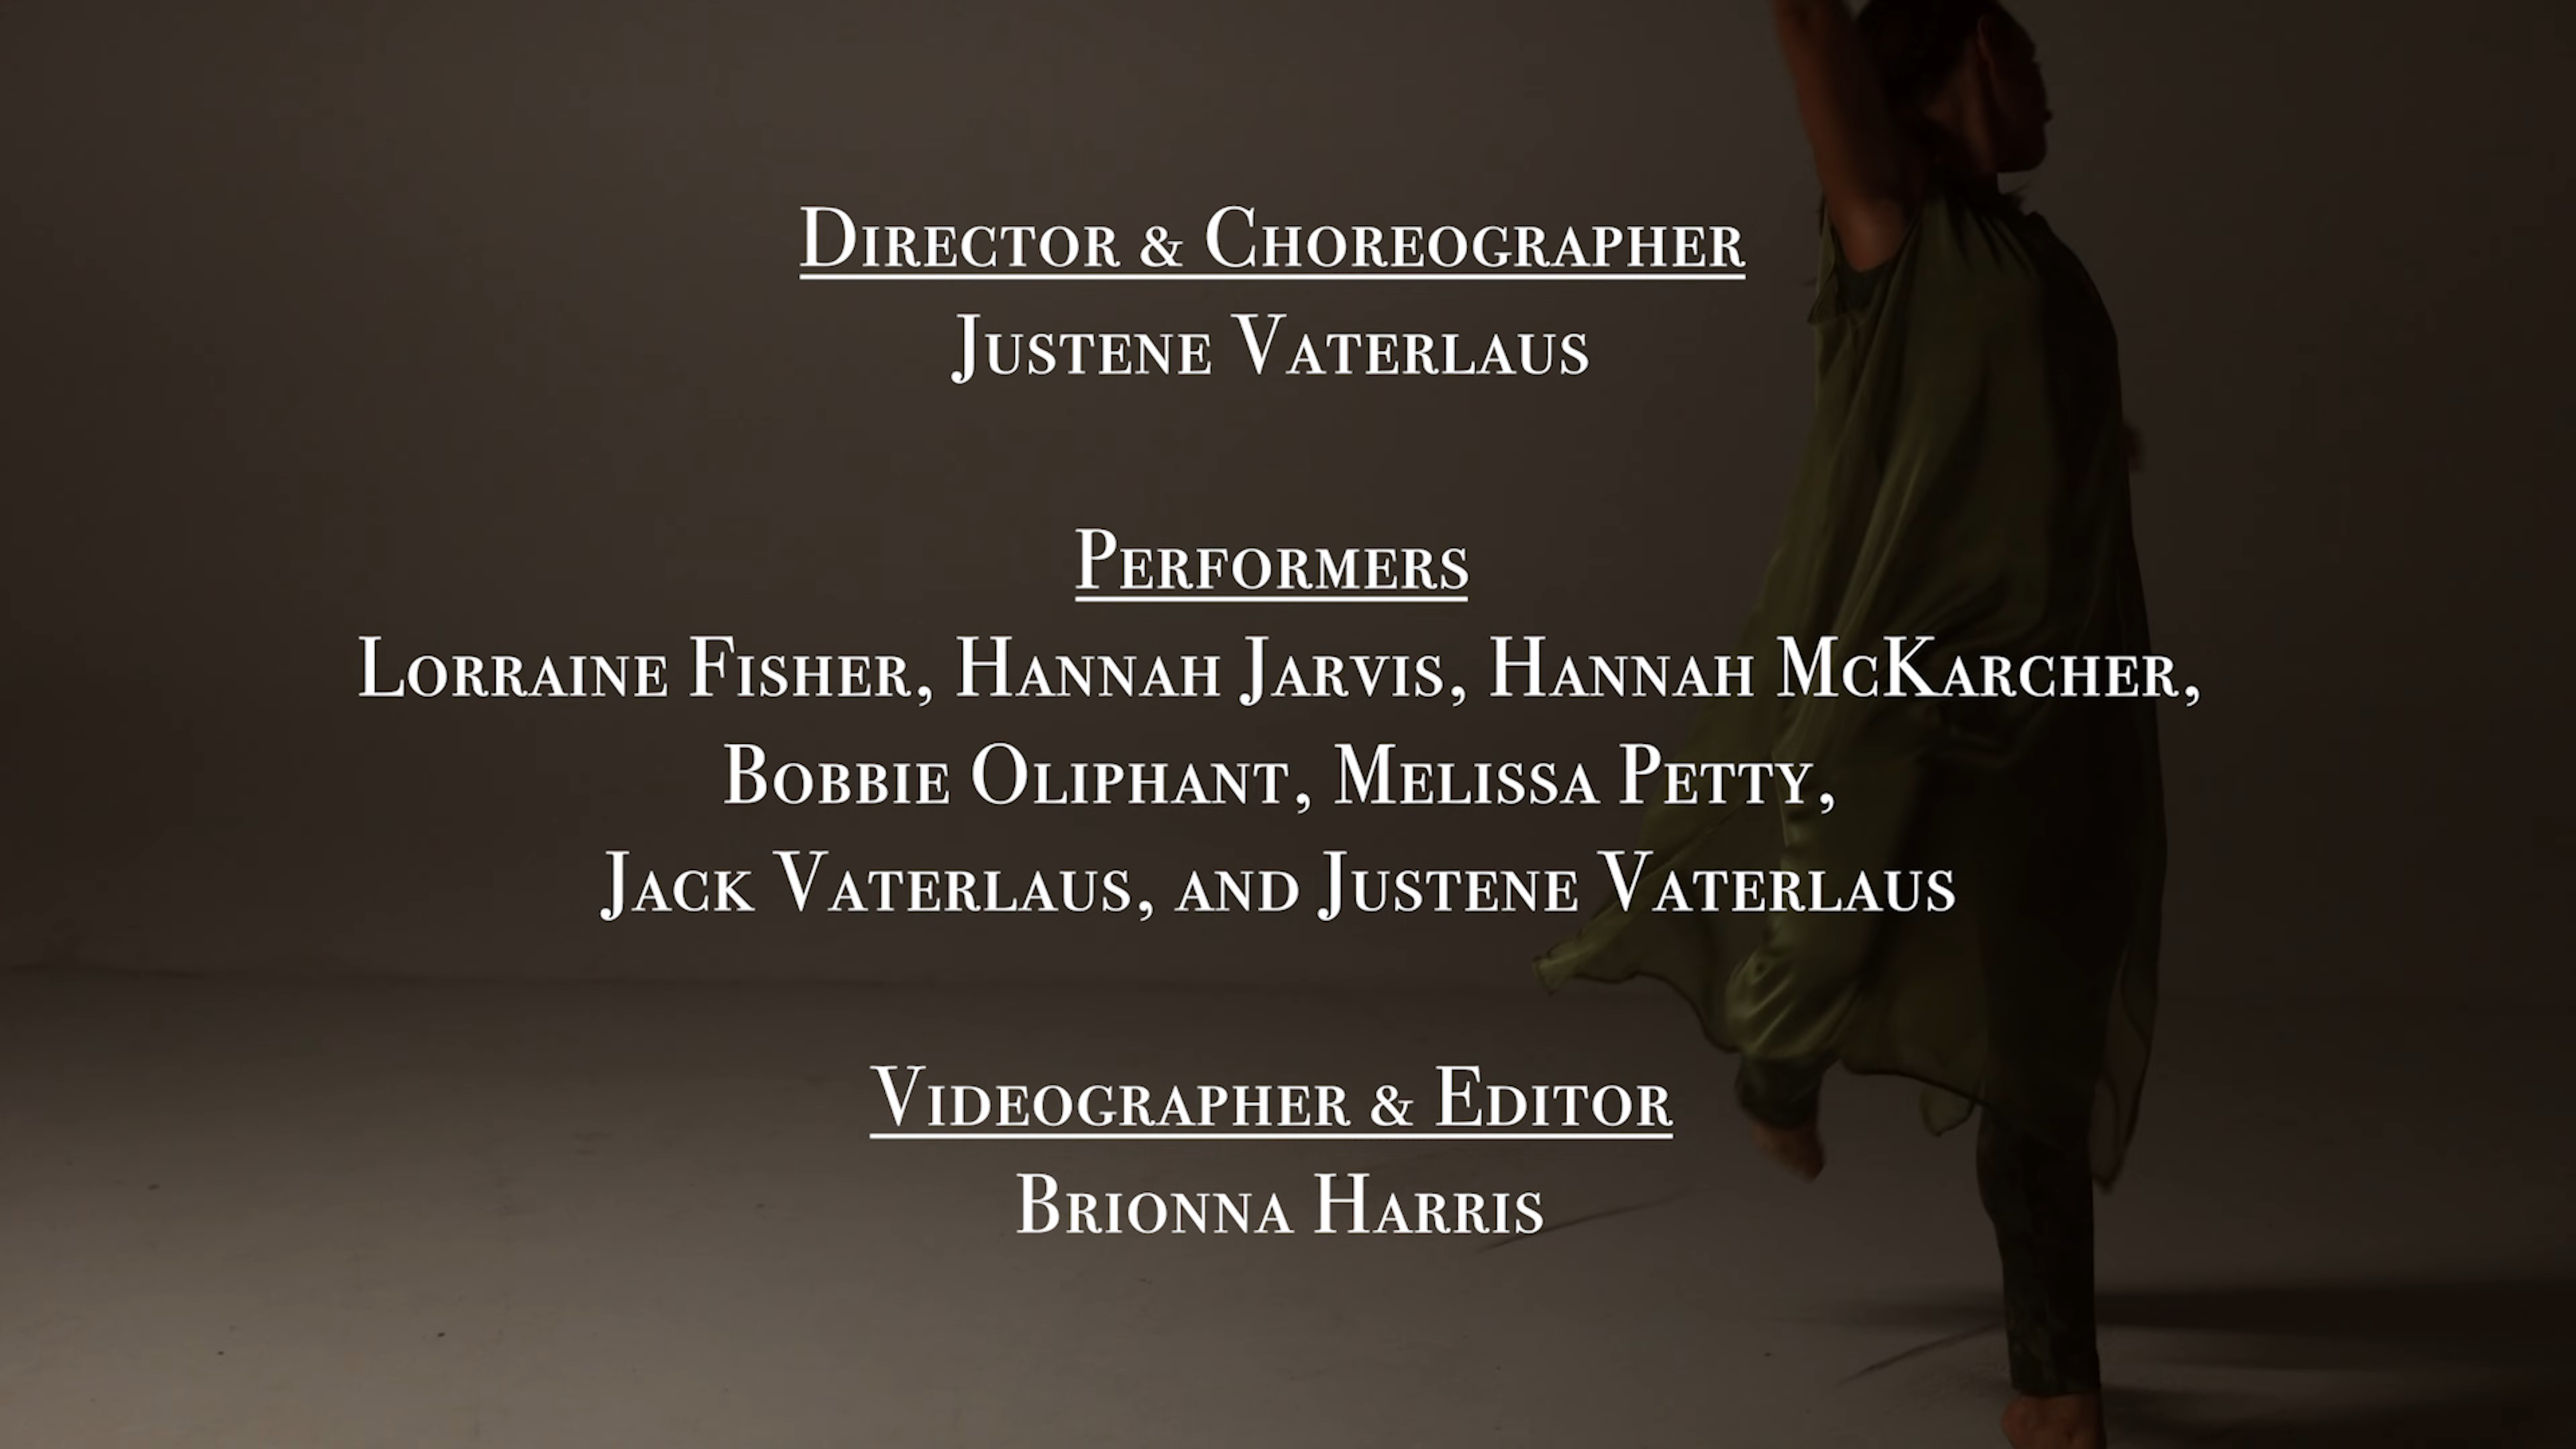 Director & Choreographer
Justene Vaterlaus
Performers
Lorraine Fisher, Hannah Jarvis, Hannah McKarcher,
Bobbie Oliphant, Melissa Petty,
Jack Vaterlaus, and Justene Vaterlaus
Videographer & Editor
Brionna Harris